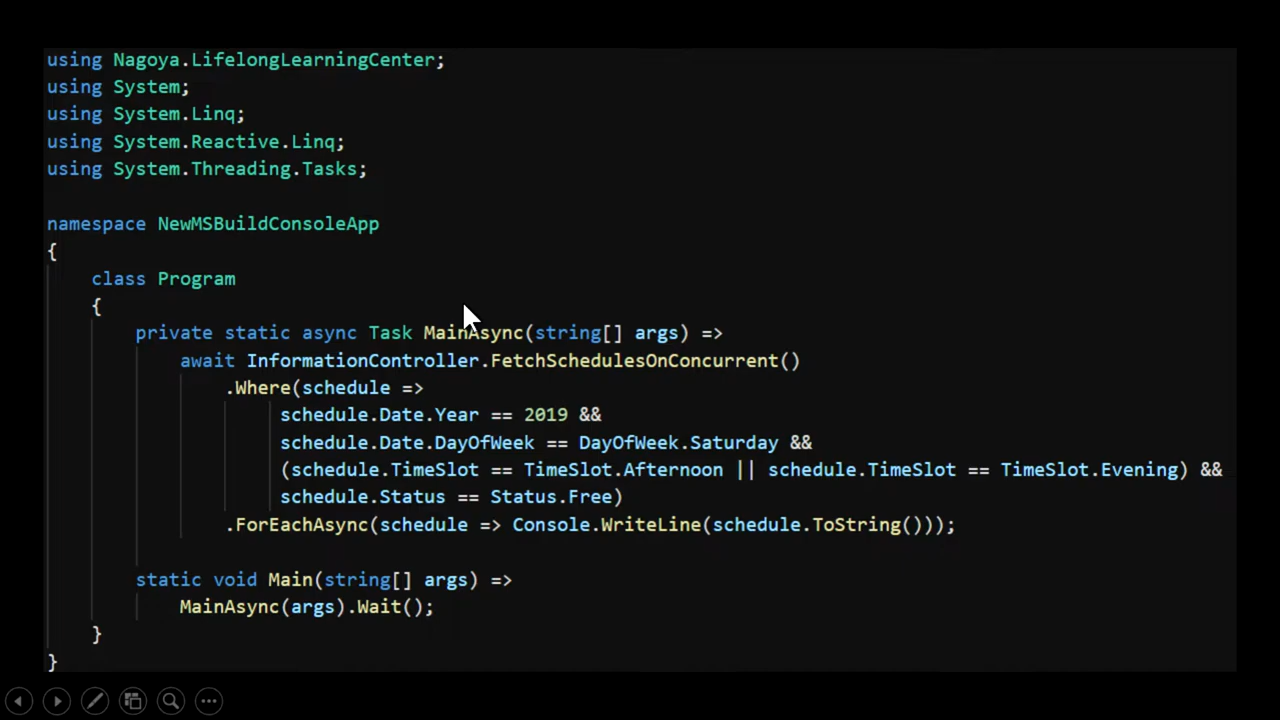 using Nagoya.LifelongLearningCenter;
using System;
using System.Linq;
using System.Reactive.Linq;
using System.Threading.Tasks;
namespace NewMSBuildConsoleApp
{
    class Program
    {
        private static async Task MainAsync(string[] args) =>
            await InformationController.FetchSchedulesOnConcurrent()
                .Where(schedule =>
                    schedule.Date.Year == 2019 &&
                    schedule.Date.DayOfWeek == DayOfWeek.Saturday &&
                    (schedule.TimeSlot == TimeSlot.Afternoon || schedule.TimeSlot == TimeSlot.Evening) &&
                    schedule.Status == Status.Free)
                .ForEachAsync(schedule => Console.WriteLine(schedule.ToString()));
        static void Main(string[] args) =>
            MainAsync(args).Wait();
    }
}